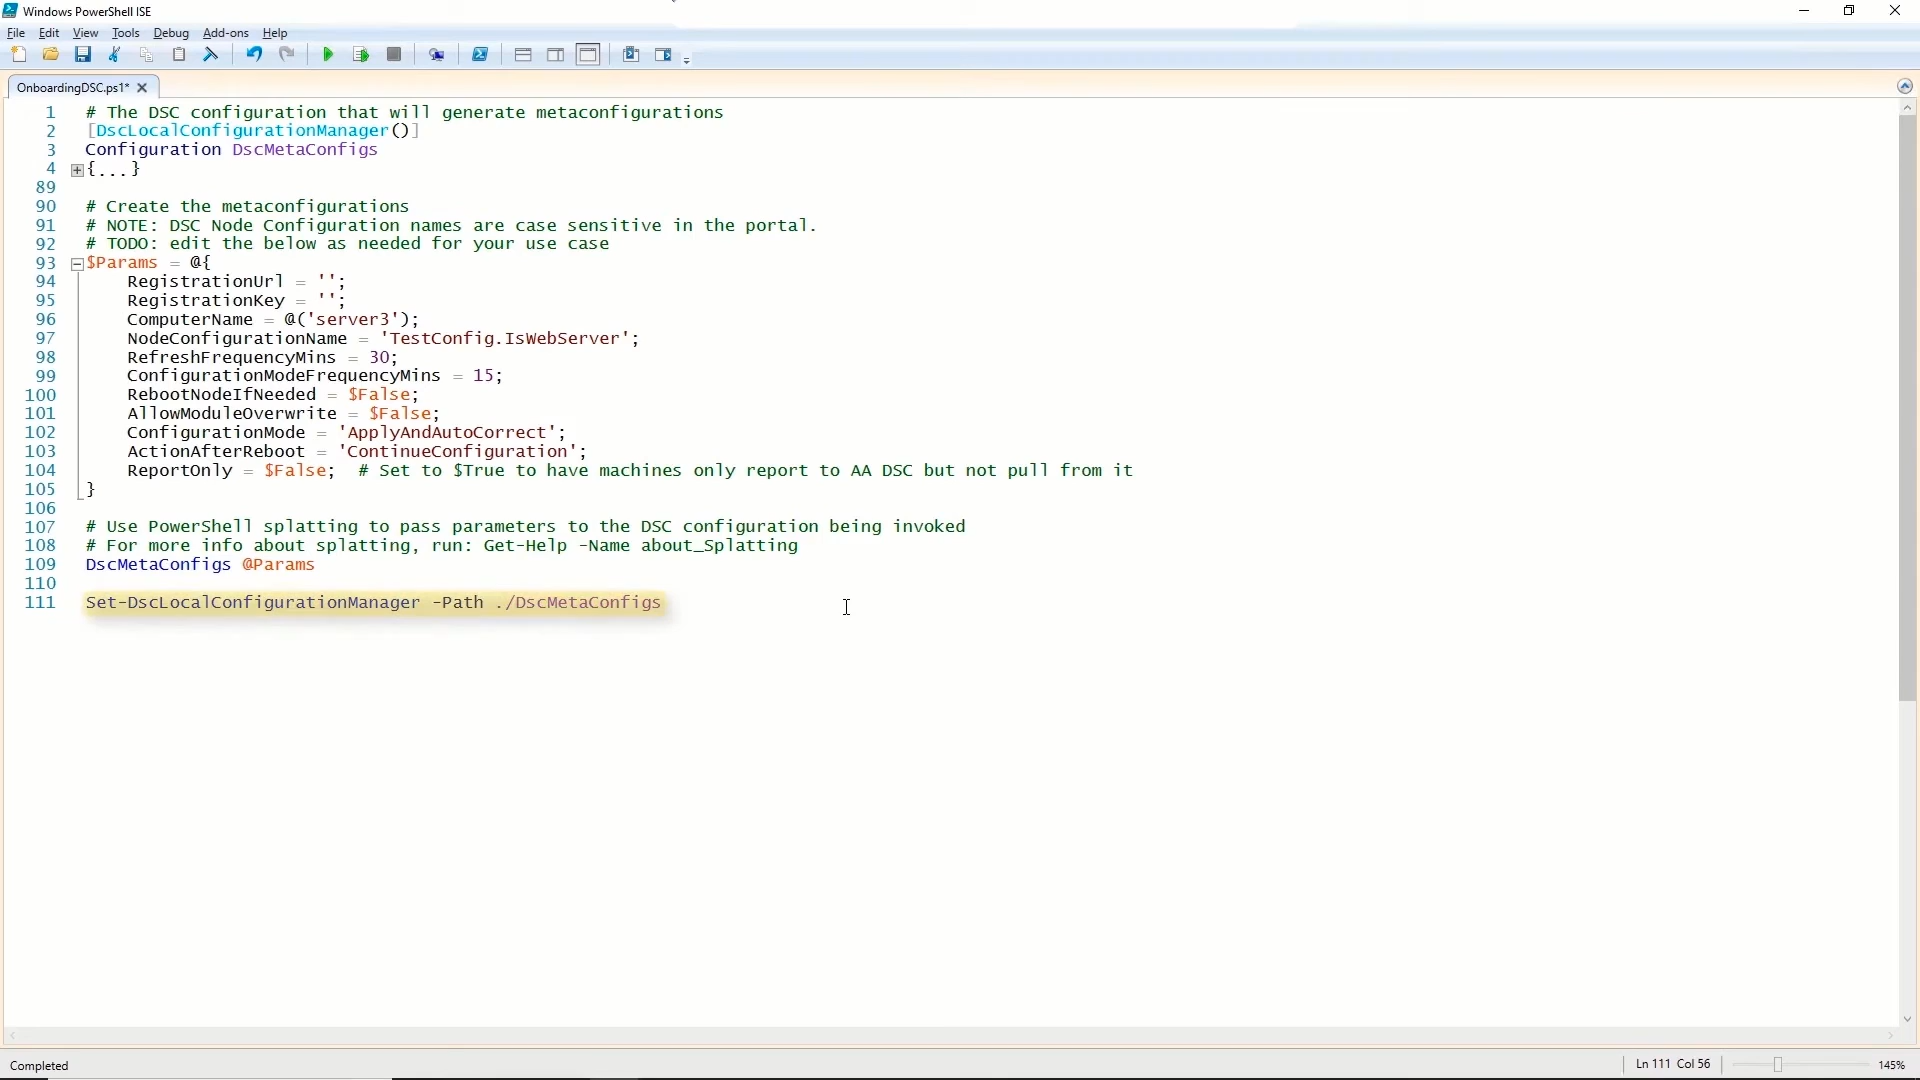 Windows PowerShell ISE
File Edit View Tools Debug Add-ons Help
OnboardingDSC.ps1*
1 # The DSC configuration that will generate metaconfigurations
2 [DscLocalConfigurationManager()]
3 Configuration DscMetaConfigs
4 {...}
89
90 # Create the metaconfigurations
91 # NOTE: DSC Node Configuration names are case sensitive in the portal.
92 # TODO: edit the below as needed for your use case
93 $Params = @{
94 RegistrationUrl = '';
95 RegistrationKey = '';
96 ComputerName = @('server3');
97 NodeConfigurationName = 'TestConfig.IsWebServer';
98 RefreshFrequencyMins = 30;
99 ConfigurationModeFrequencyMins = 15;
100 RebootNodeIfNeeded = $False;
101 AllowModuleOverwrite = $False;
102 ConfigurationMode = 'ApplyAndAutoCorrect';
103 ActionAfterReboot = 'ContinueConfiguration';
104 ReportOnly = $False; # Set to $True to have machines only report to AA DSC but not pull from it
105 }
106
107 # Use PowerShell splatting to pass parameters to the DSC configuration being invoked
108 # For more info about splatting, run: Get-Help -Name about_Splatting
109 DscMetaConfigs @Params
110
111 Set-DscLocalConfigurationManager -Path ./DscMetaConfigs
Completed
Ln 111 Col 56
145%